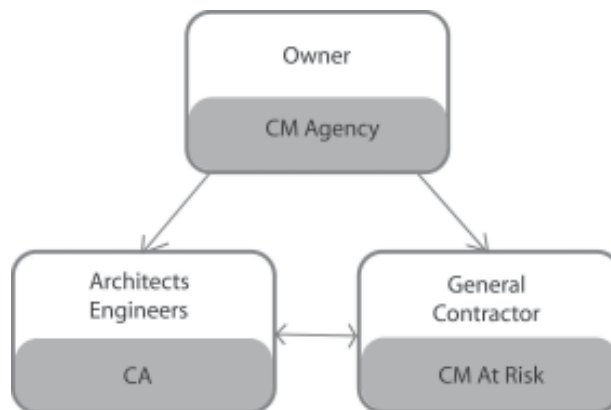 Owner
CM Agency
Architects
Engineers
CA
General
Contractor
CM At Risk